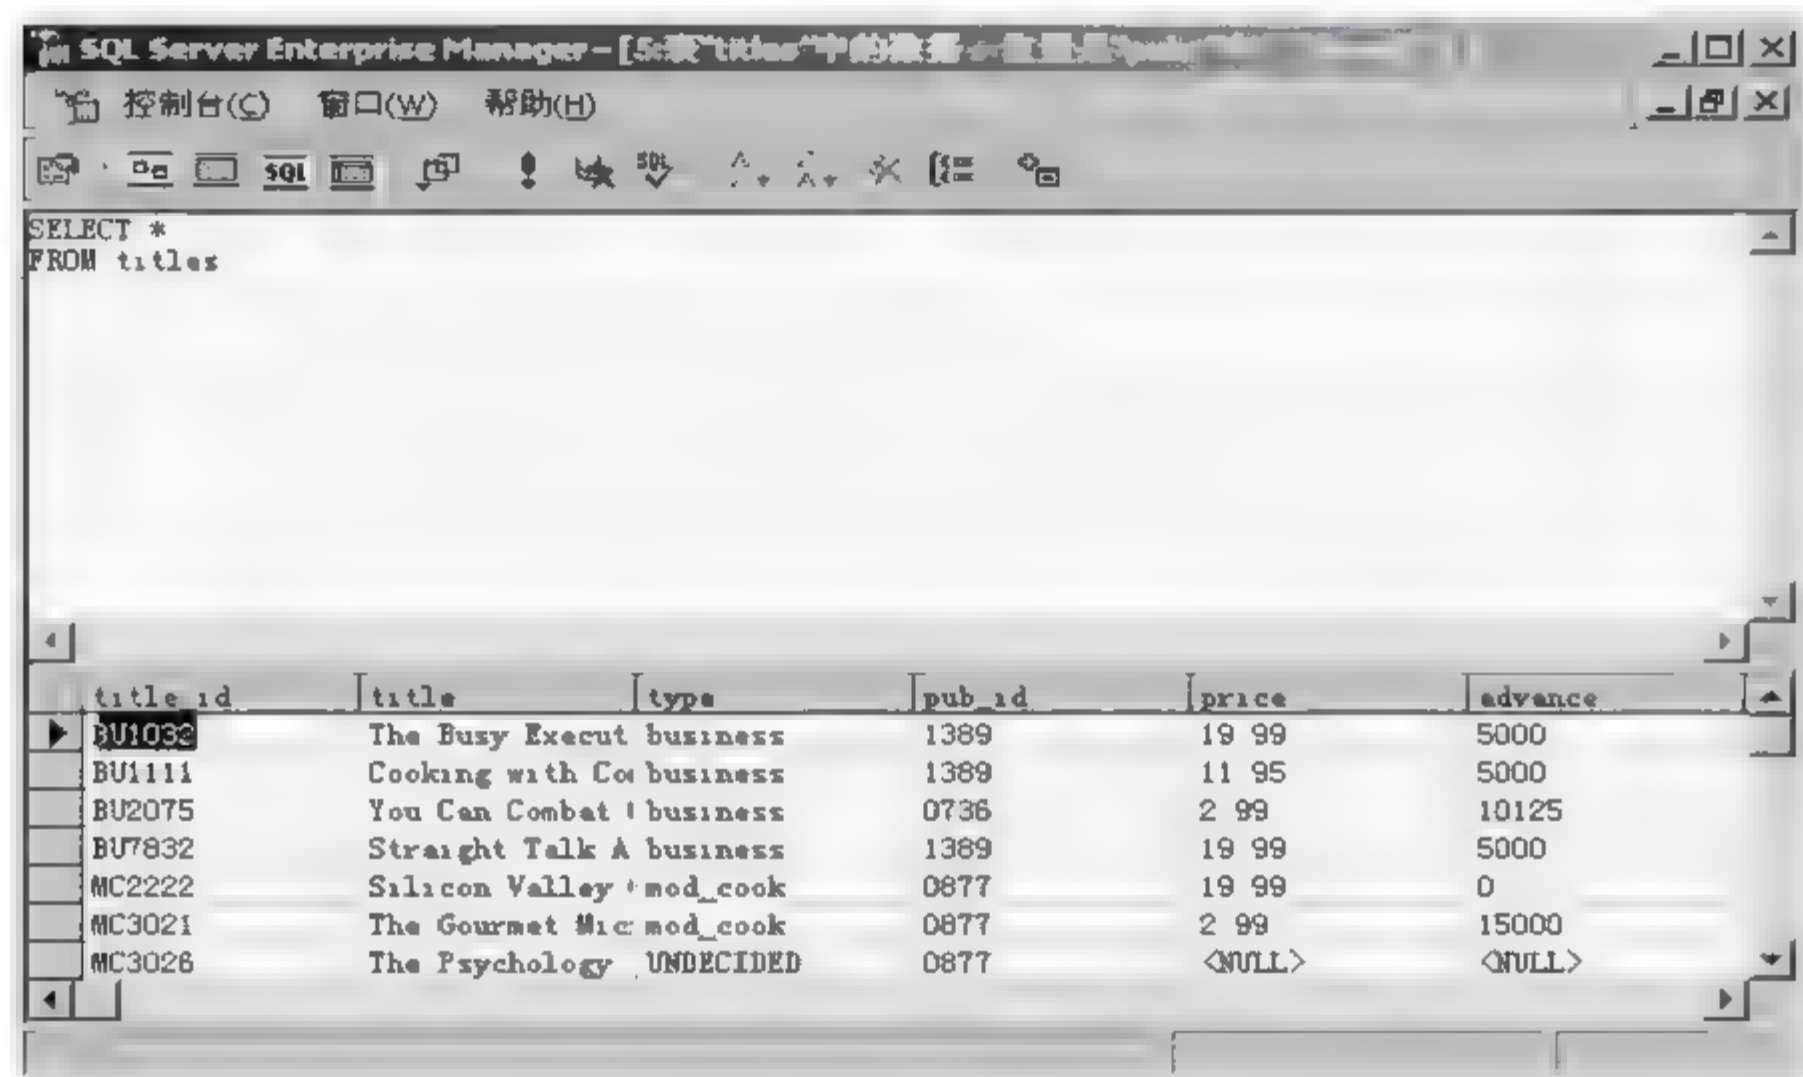 SQL Server Enterprise Manager - ["titles"中的
控制台(C) 窗口(W) 帮助(H)
SQL SQL
SELECT *
FROM titles
title_id title type pub_id price advance
BU1032 The Busy Execut business 1389 19 99 5000
BU1111 Cooking with Co business 1389 11 95 5000
BU2075 You Can Combat business 0736 2 99 10125
BU7832 Straight Talk A business 1389 19 99 5000
MC2222 Silicon Valley mod_cook 0877 19 99 0
MC3021 The Gourmet Mic mod_cook 0877 2 99 15000
MC3026 The Psychology UNDECIDED 0877 <NULL> <NULL>